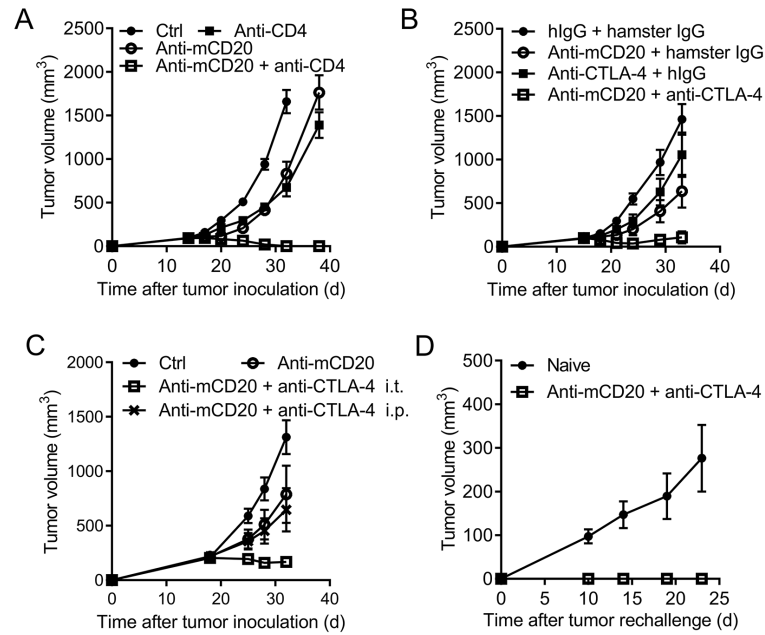 A
Ctrl Anti-CD4
Anti-mCD20
Anti-mCD20 + anti-CD4
Tumor volume (mm³)
2500
2000
1500
1000
500
0
0 10 20 30 40
Time after tumor inoculation (d)
B
hIgG + hamster IgG
Anti-mCD20 + hamster IgG
Anti-CTLA-4 + hIgG
Anti-mCD20 + anti-CTLA-4
Tumor volume (mm³)
2500
2000
1500
1000
500
0
0 10 20 30 40
Time after tumor inoculation (d)
C
Ctrl Anti-mCD20
Anti-mCD20 + anti-CTLA-4 i.t.
Anti-mCD20 + anti-CTLA-4 i.p.
Tumor volume (mm³)
2000
1500
1000
500
0
0 10 20 30 40
Time after tumor inoculation (d)
D
Naive
Anti-mCD20 + anti-CTLA-4
Tumor volume (mm³)
500
400
300
200
100
0
0 5 10 15 20 25
Time after tumor rechallenge (d)